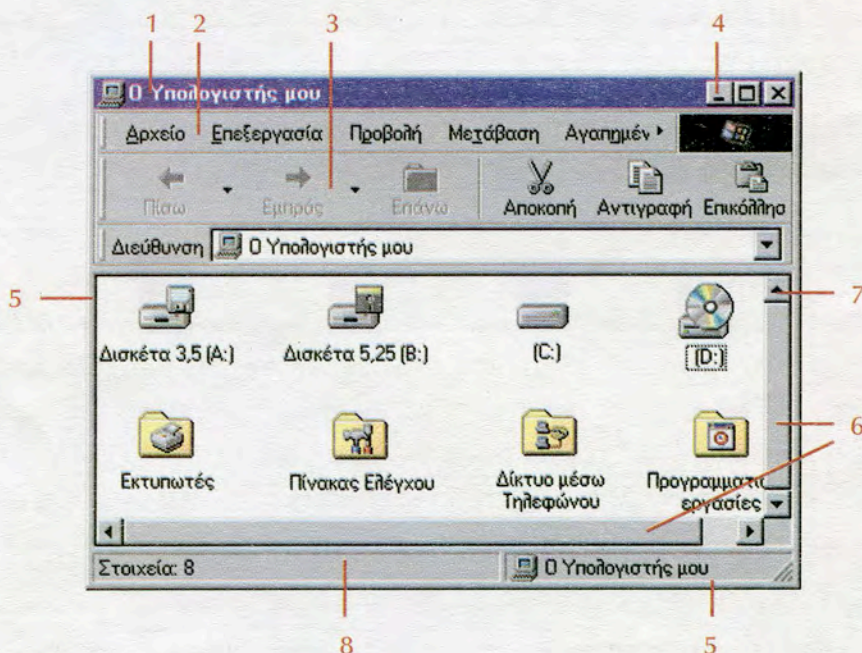 1 2 3 4
Ο Υπολογιστής μου
Αρχείο Επεξεργασία Προβολή Μετάβαση Αγαπημέν
Πίσω Εμπρός Επάνω Αποκοπή Αντιγραφή Επικόλλησ
Διεύθυνση Ο Υπολογιστής μου
5 7
Δισκέτα 3,5 (A:) Δισκέτα 5,25 (B:) (C:) (D:)
6
Εκτυπωτές Πίνακας Ελέγχου Δίκτυο μέσω Προγραμματισ
Τηλεφώνου εργασίες
Στοιχεία: 8 Ο Υπολογιστής μου
8 5